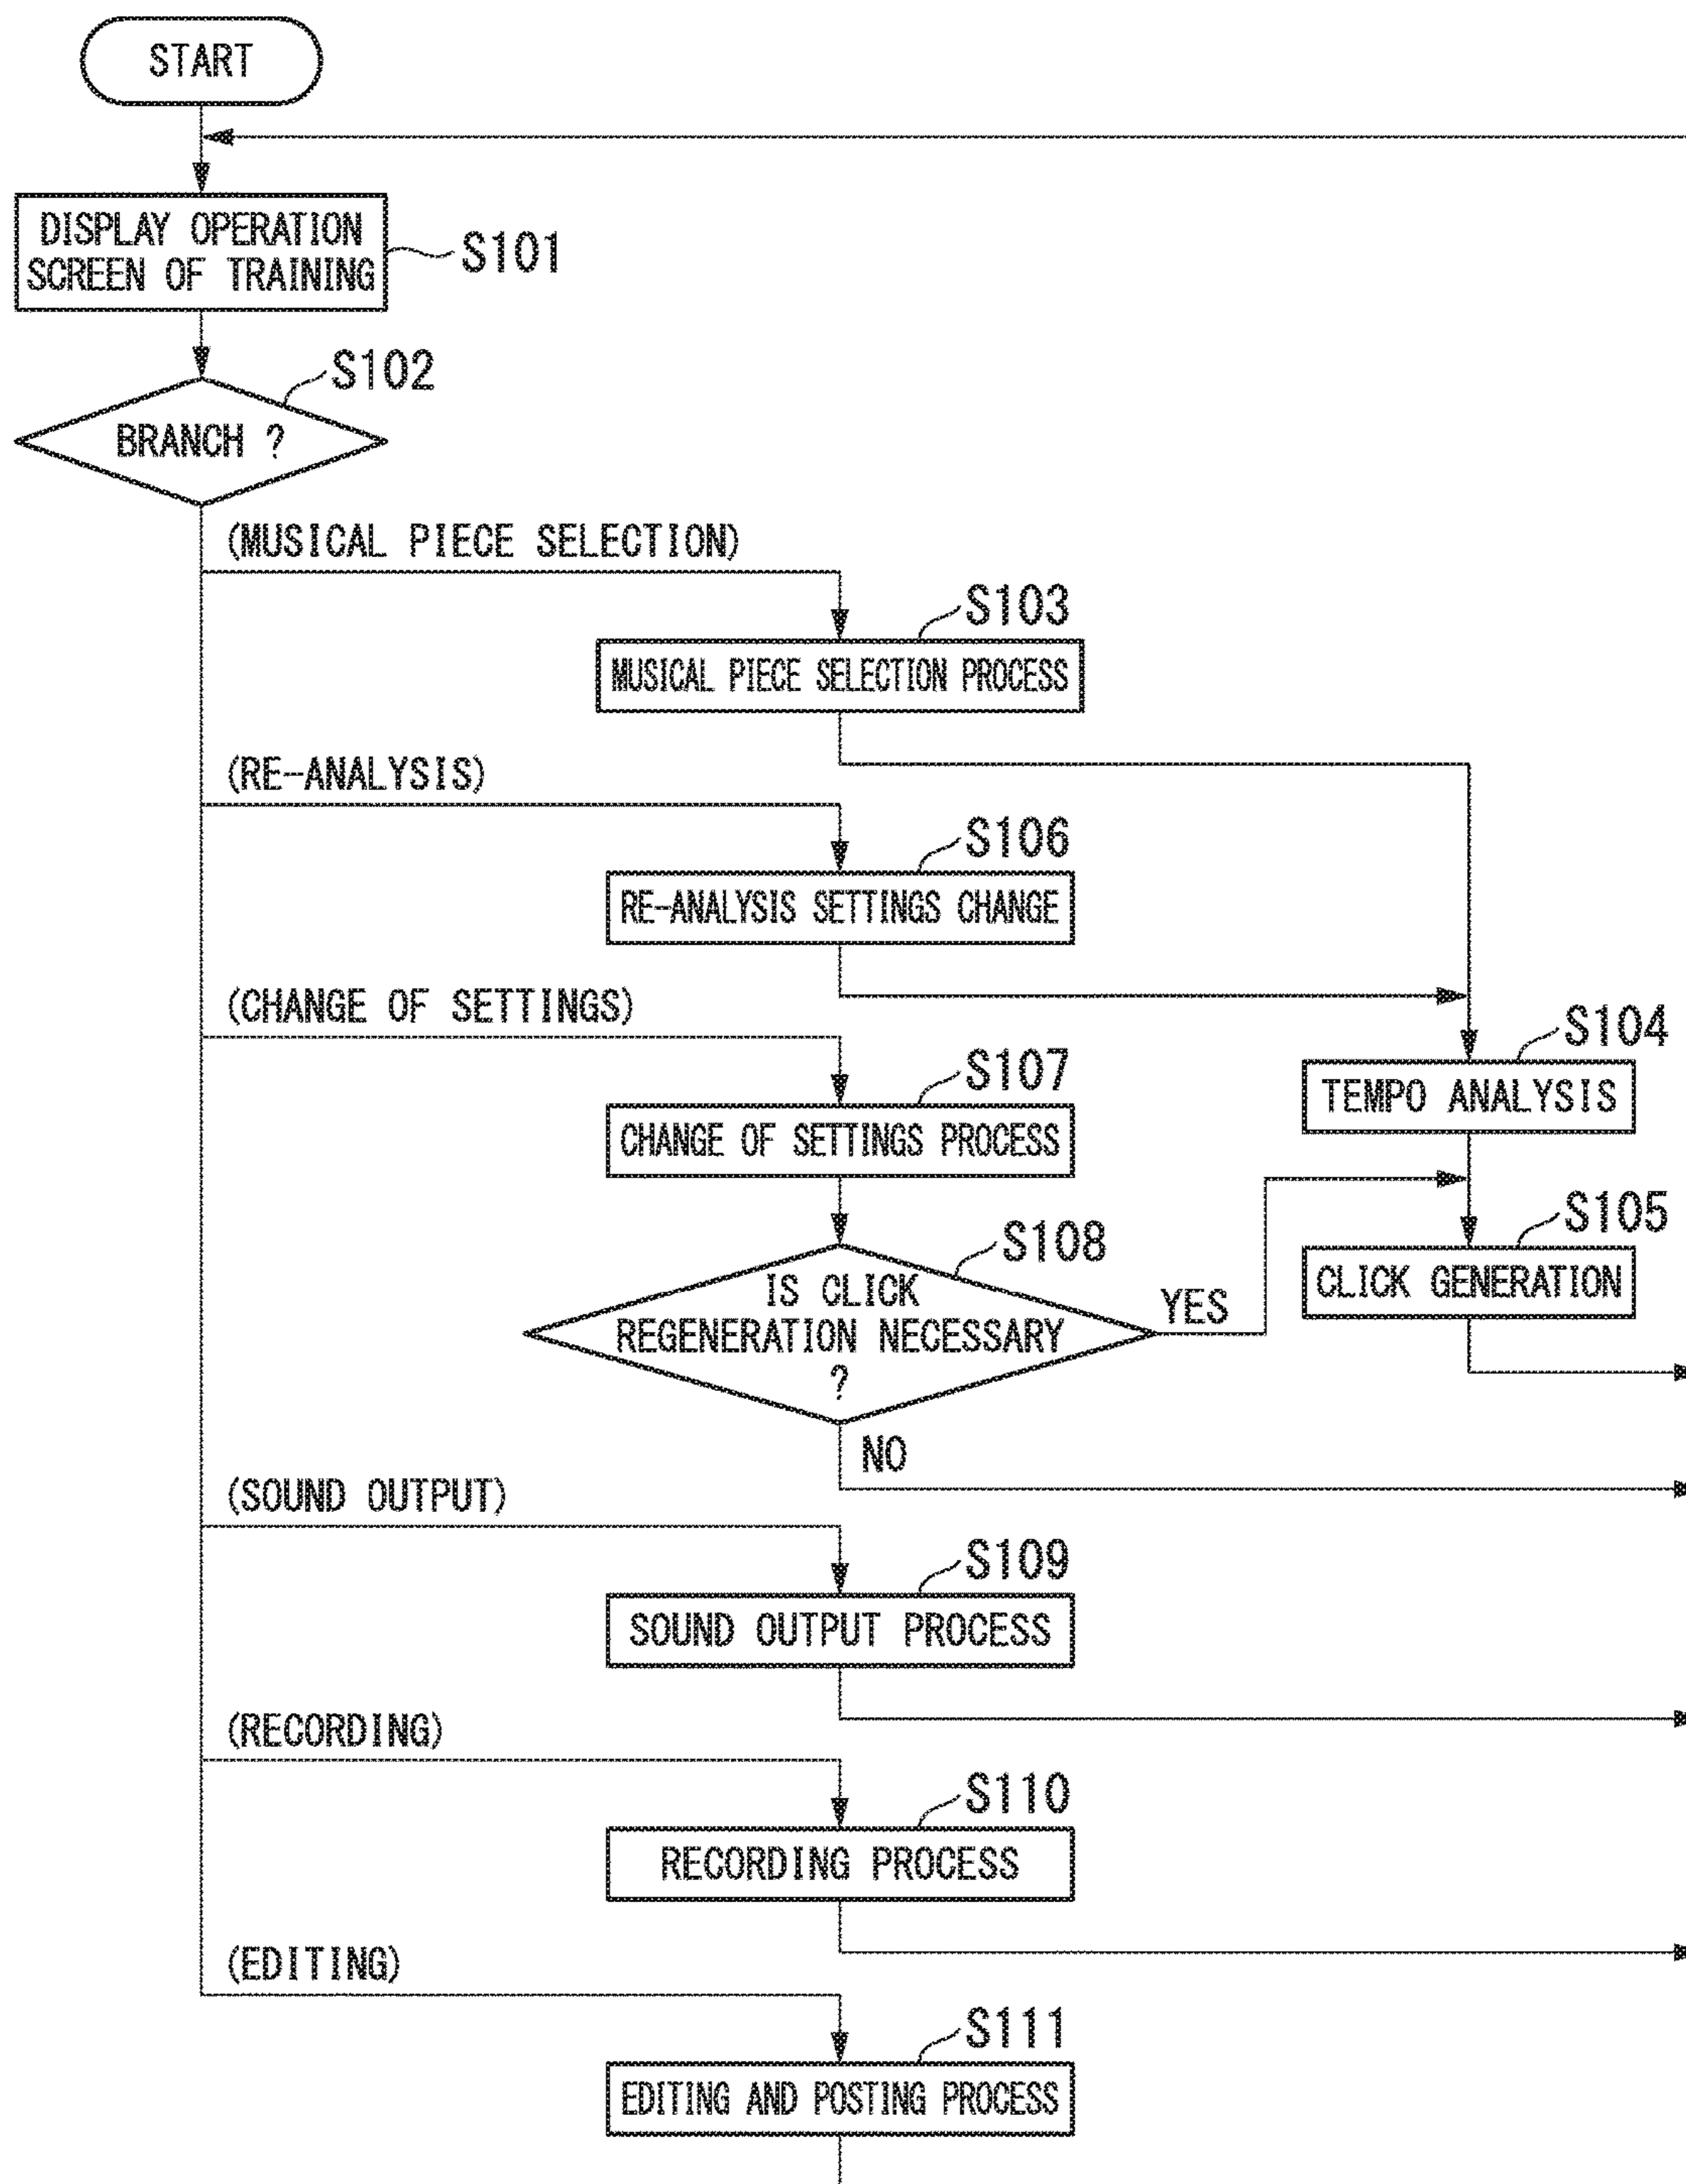 START
DISPLAY OPERATION
SCREEN OF TRAINING
S101
S102
BRANCH ?
(MUSICAL PIECE SELECTION)
S103
MUSICAL PIECE SELECTION PROCESS
(RE-ANALYSIS)
S106
RE-ANALYSIS SETTINGS CHANGE
(CHANGE OF SETTINGS)
S104
TEMPO ANALYSIS
S107
CHANGE OF SETTINGS PROCESS
S105
CLICK GENERATION
S108
IS CLICK
REGENERATION NECESSARY
?
YES
NO
(SOUND OUTPUT)
S109
SOUND OUTPUT PROCESS
(RECORDING)
S110
RECORDING PROCESS
(EDITING)
S111
EDITING AND POSTING PROCESS